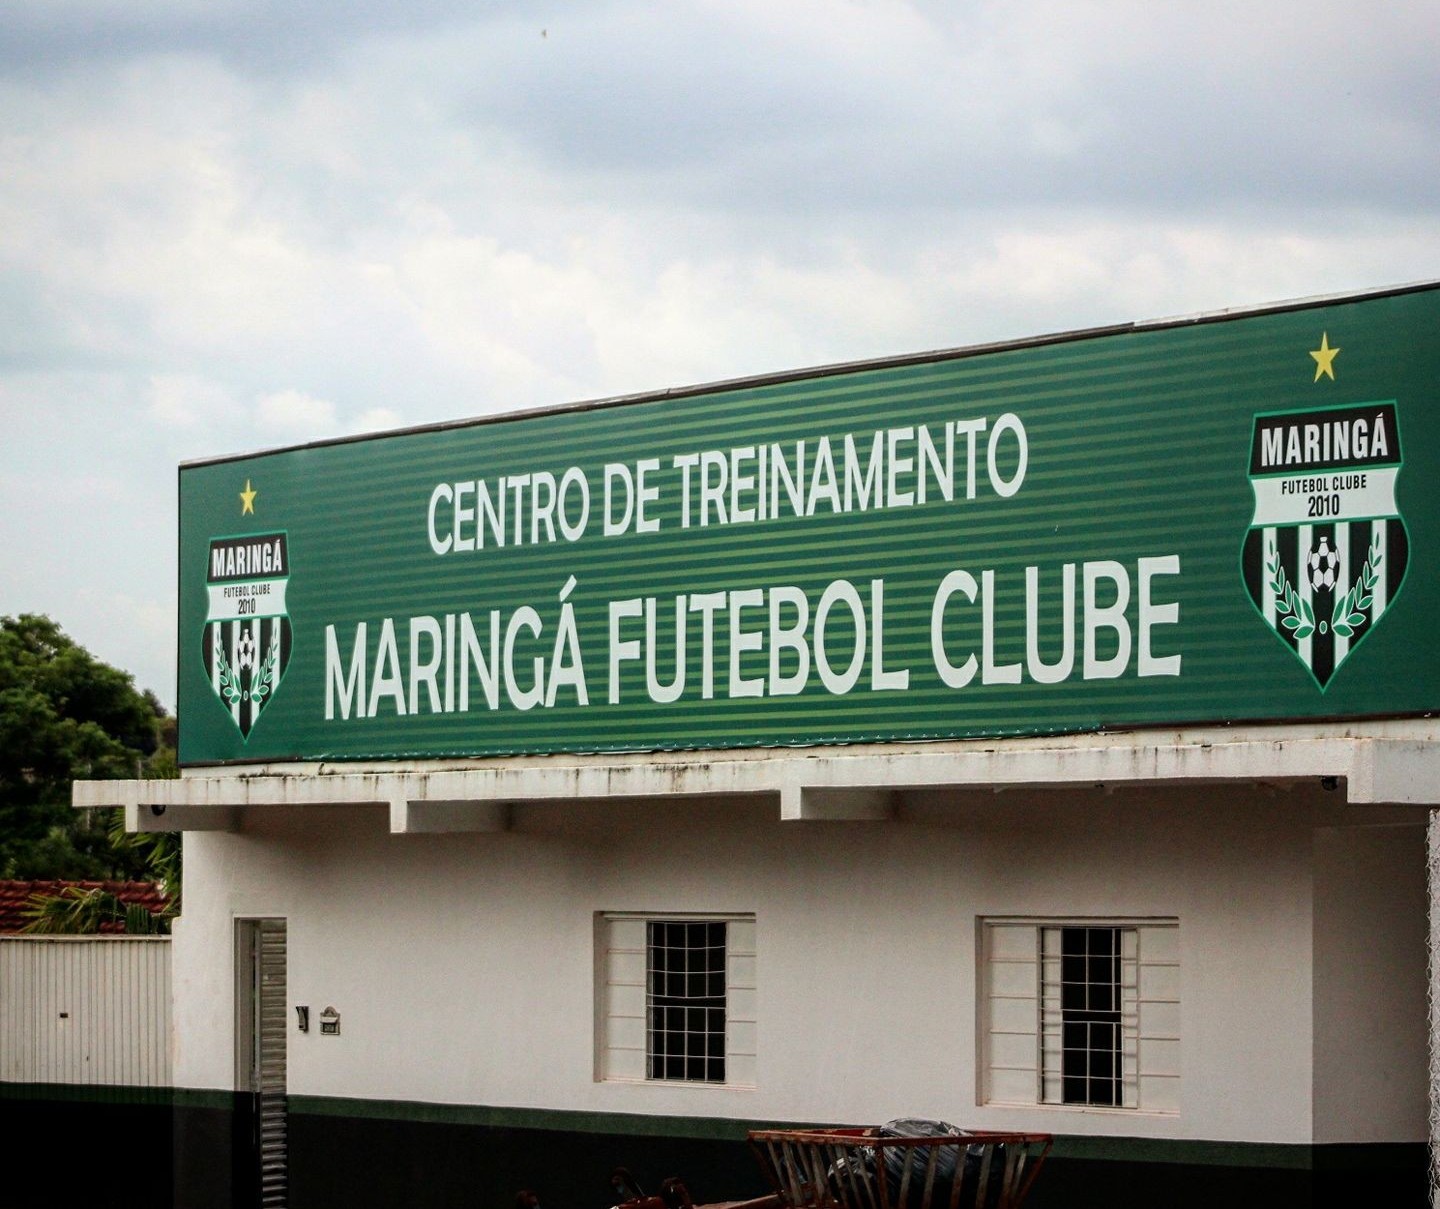 CENTRO DE TREINAMENTO
MARINGÁ FUTEBOL CLUBE
MARINGÁ
FUTEBOL CLUBE
2010
MARINGÁ
FUTEBOL CLUBE
2010